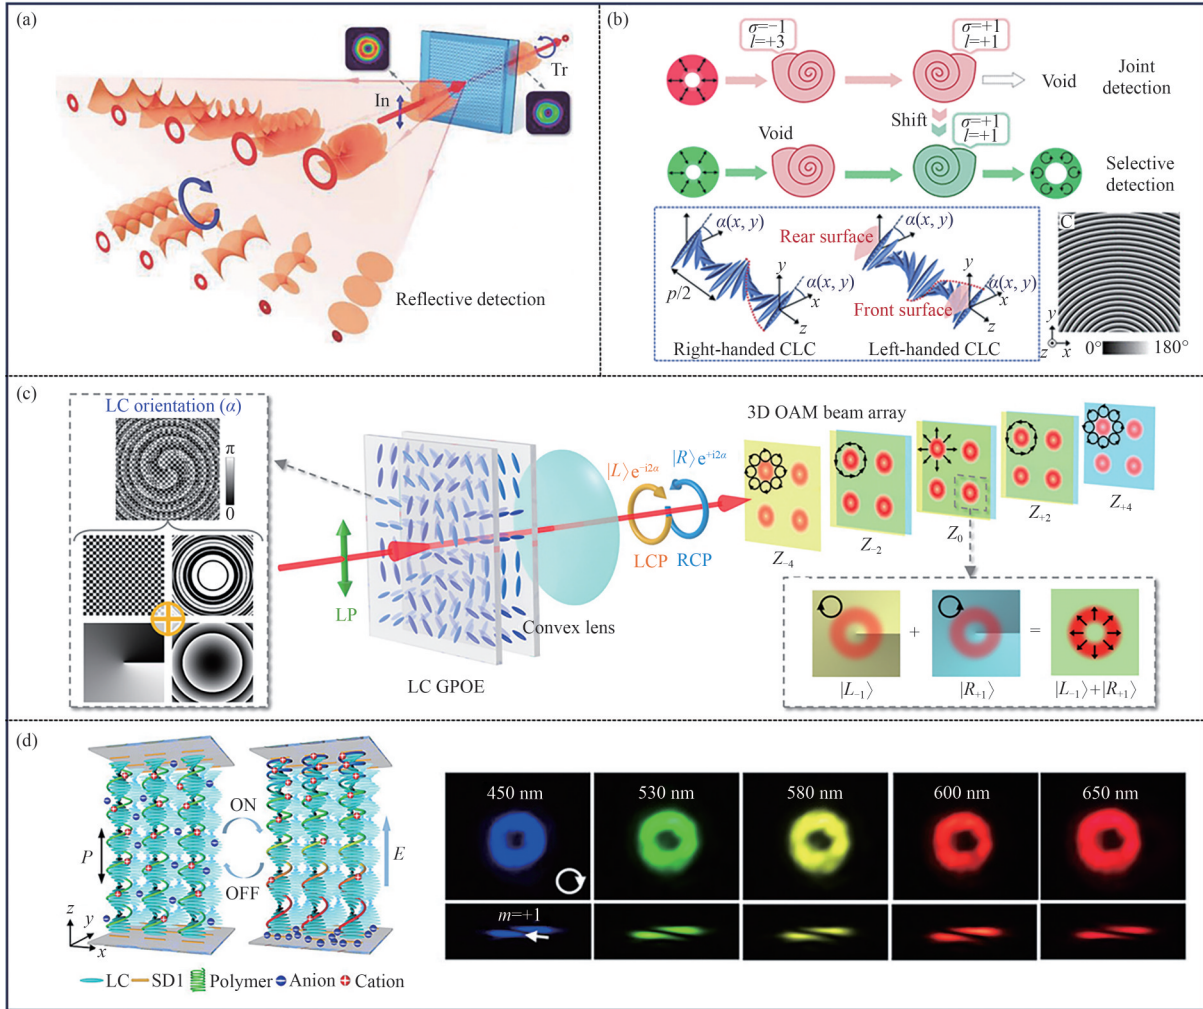 (a)
In
Tr
Reflective detection
(b)
σ=−1
l=+3
σ=+1
l=+1
Void
Joint
detection
Shift
Void
σ=+1
l=+1
Selective
detection
α(x, y)
α(x, y)
Rear surface
p/2
y
α(x, y)
x
z
y
α(x, y)
x
Front surface
z
Right-handed CLC
Left-handed CLC
C
y
z
x
0°
180°
(c)
LC orientation (α)
π
0
LP
LC GPOE
Convex lens
|L⟩e−i2α
|R⟩e+i2α
LCP
RCP
3D OAM beam array
Z−4
Z−2
Z0
Z+2
Z+4
+
=
|L−1⟩
|R+1⟩
|L−1⟩+|R+1⟩
(d)
P
ON
OFF
E
z
y
x
LC
SD1
Polymer
Anion
Cation
450 nm
530 nm
580 nm
600 nm
650 nm
m=+1